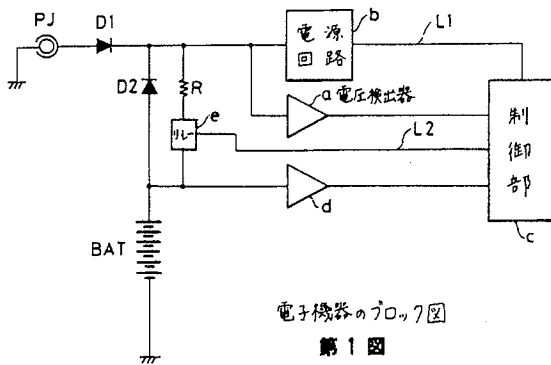 PJ
D1
D2
R
e
リレー
電源
回路
b
L1
a 電圧検出器
L2
d
制
御
部
c
BAT
電子機器のブロック図
第1図